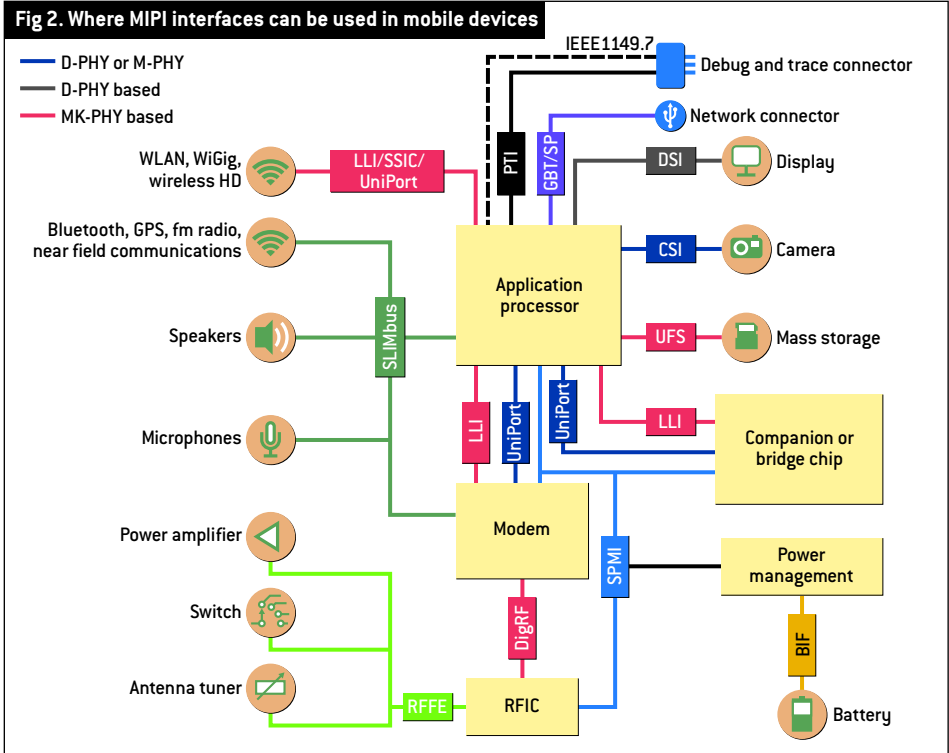 Fig 2. Where MIPI interfaces can be used in mobile devices
D-PHY or M-PHY
D-PHY based
MK-PHY based
IEEE1149.7
Debug and trace connector
Network connector
PTI
GBT/SP
DSI
Display
WLAN, WiGig,
wireless HD
LLI/SSIC/
UniPort
Bluetooth, GPS, fm radio,
near field communications
CSI
Camera
Application
processor
Speakers
SLIMbus
UFS
Mass storage
Microphones
LLI
UniPort
UniPort
LLI
Companion or
bridge chip
Modem
Power amplifier
SPMI
Power
management
Switch
DigRF
BIF
Antenna tuner
RFFE
RFIC
Battery